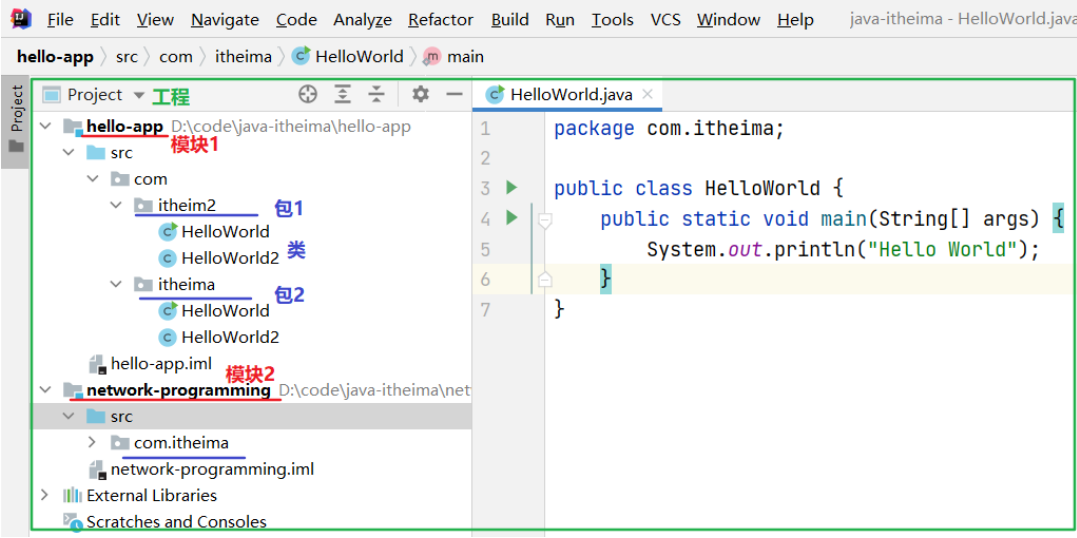 File Edit View Navigate Code Analyze Refactor Build Run Tools VCS Window Help java-itheima - HelloWorld.java
hello-app src com itheima HelloWorld main
Project
Project 工程
HelloWorld.java
hello-app D:\code\java-itheima\hello-app
模块1
src
com
itheim2 包1
HelloWorld
HelloWorld2 类
itheima 包2
HelloWorld
HelloWorld2
hello-app.iml
模块2
network-programming D:\code\java-itheima\net
src
com.itheima
network-programming.iml
External Libraries
Scratches and Consoles
1 package com.itheima;
2
3 public class HelloWorld {
4 public static void main(String[] args) {
5 System.out.println("Hello World");
6 }
7 }